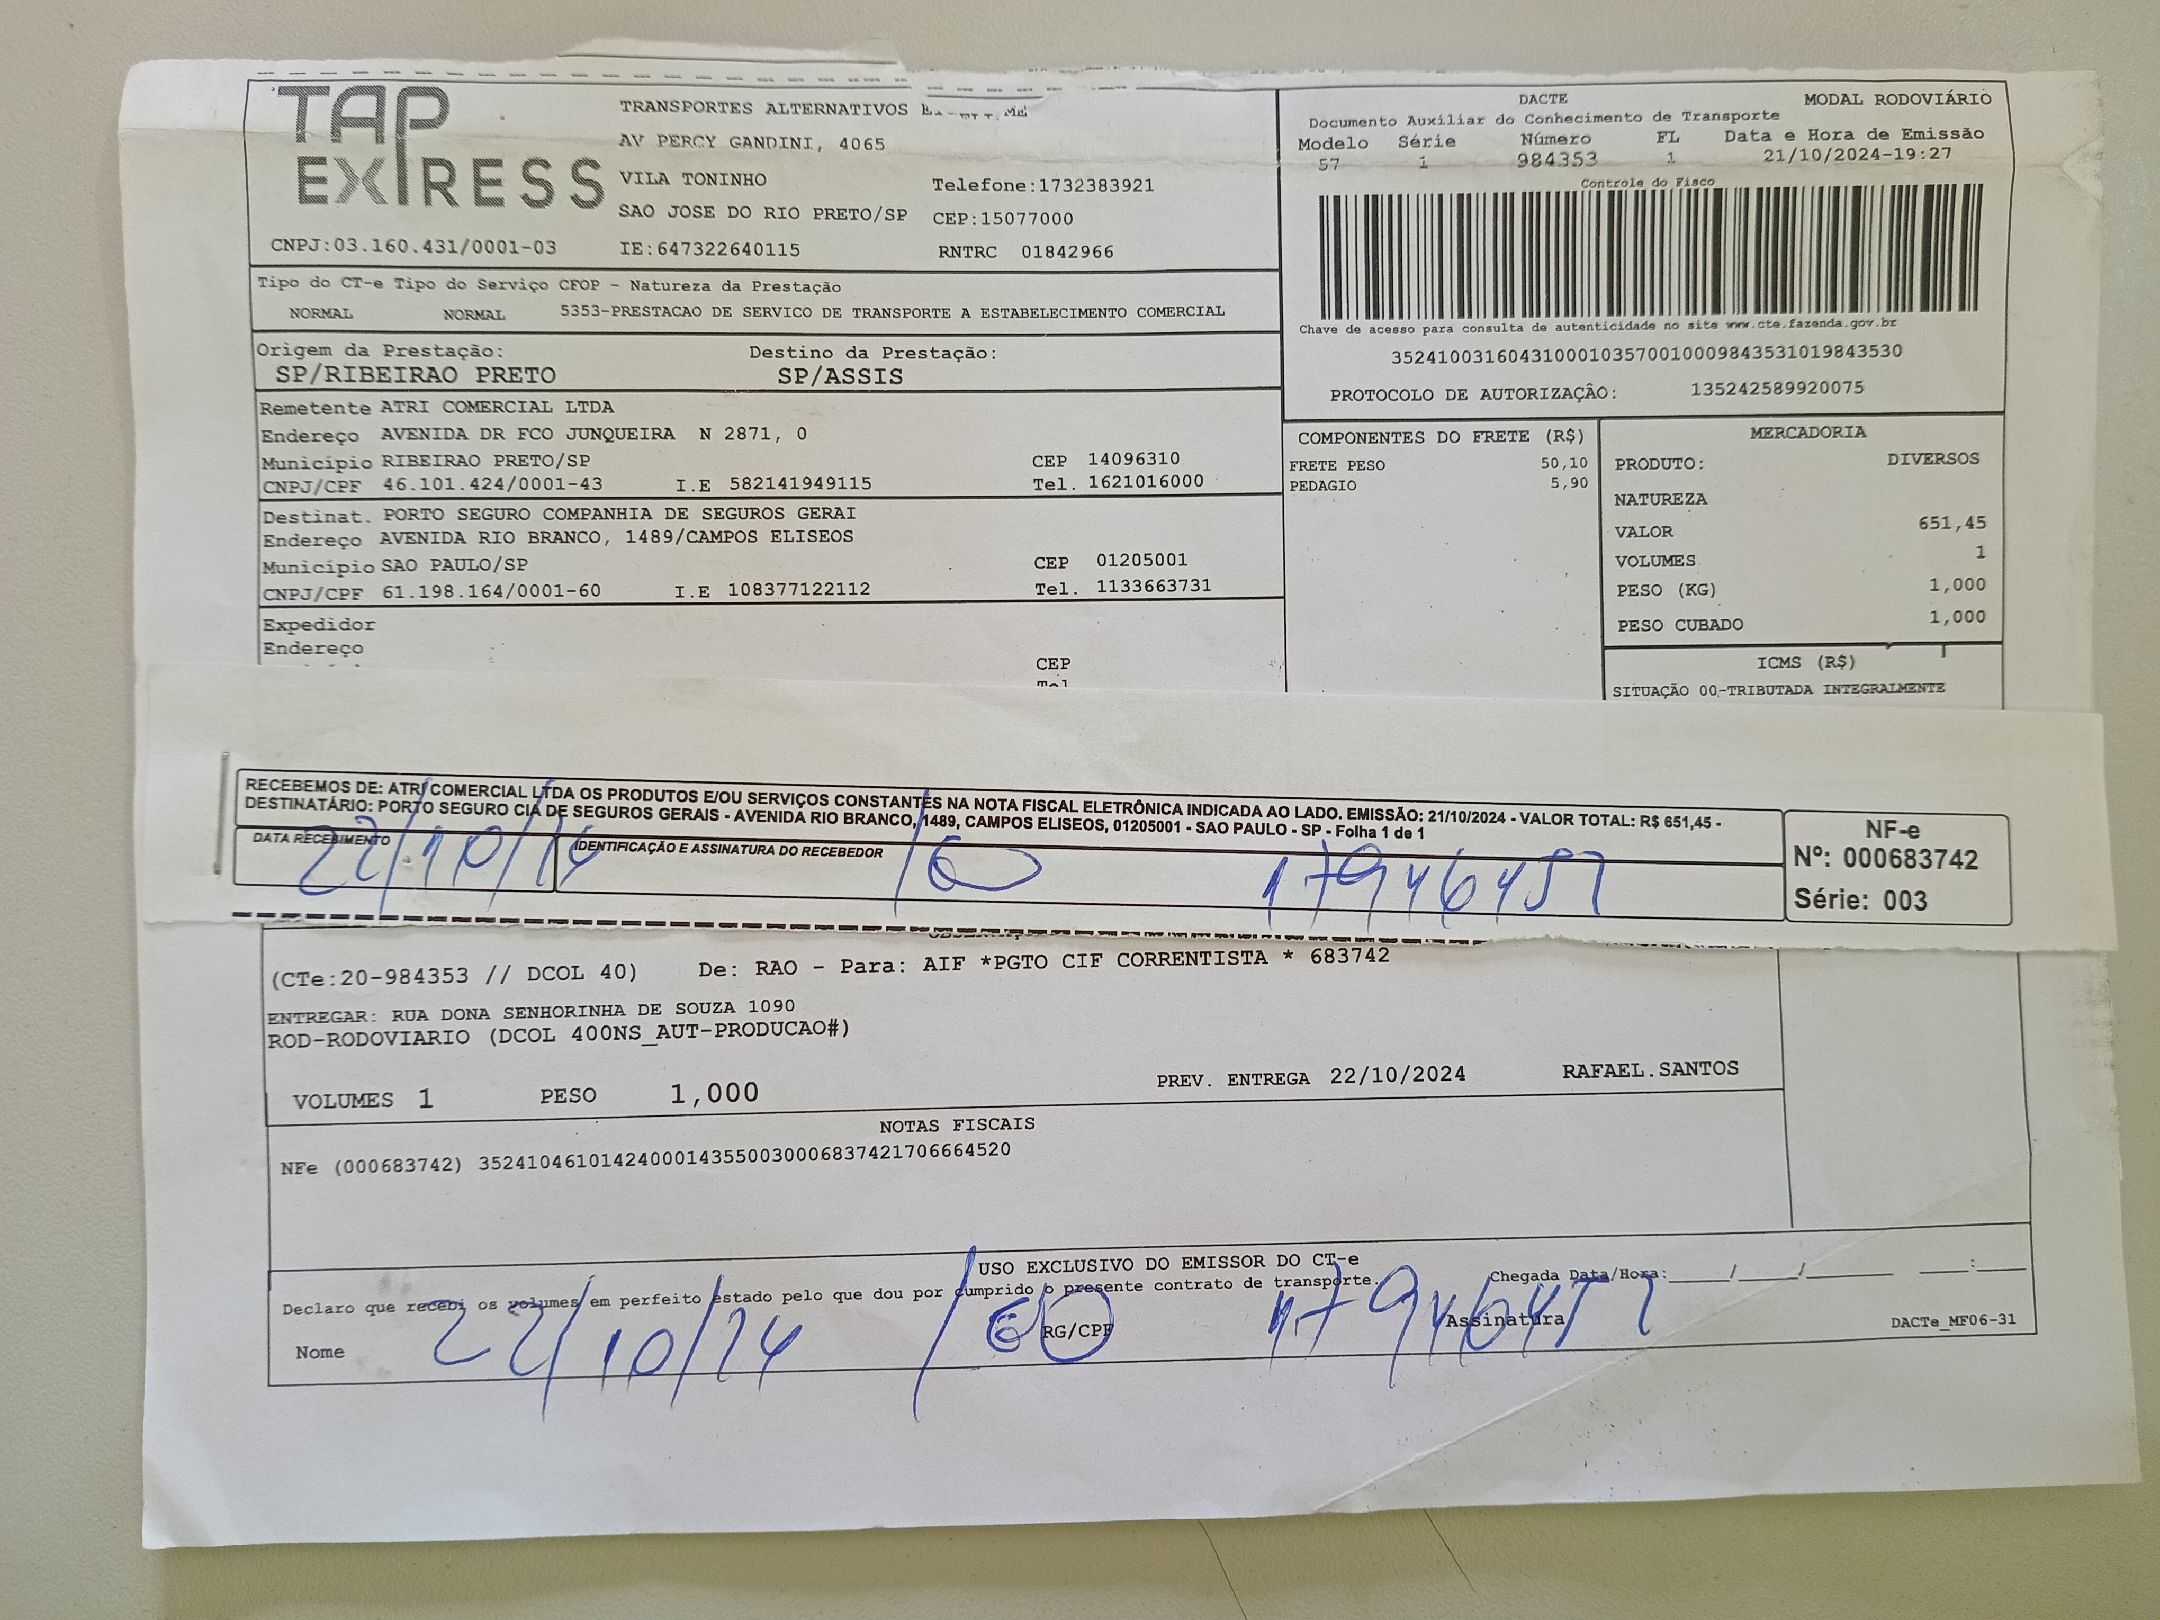 TAP EXPRESS
TRANSPORTES ALTERNATIVOS
AV PERCY GANDINI, 4065
VILA TONINHO Telefone:1732383921
SAO JOSE DO RIO PRETO/SP CEP:15077000
CNPJ:03.160.431/0001-03 IE:647322640115 RNTRC 01842966
DACTE MODAL RODOVIÁRIO
Documento Auxiliar do Conhecimento de Transporte
Modelo Série Número FL Data e Hora de Emissão
57 1 984353 1 21/10/2024-19:27
Controle do Fisco
Chave de acesso para consulta de autenticidade no site www.cte.fazenda.gov.br
35241003160431000103570010009843531019843530
PROTOCOLO DE AUTORIZAÇÃO: 135242589920075
Tipo do CT-e Tipo do Serviço CFOP - Natureza da Prestação
NORMAL NORMAL 5353-PRESTACAO DE SERVICO DE TRANSPORTE A ESTABELECIMENTO COMERCIAL
Origem da Prestação: Destino da Prestação:
SP/RIBEIRAO PRETO SP/ASSIS
Remetente ATRI COMERCIAL LTDA
Endereço AVENIDA DR FCO JUNQUEIRA N 2871, 0
Município RIBEIRAO PRETO/SP CEP 14096310
CNPJ/CPF 46.101.424/0001-43 I.E 582141949115 Tel. 1621016000
Destinat. PORTO SEGURO COMPANHIA DE SEGUROS GERAI
Endereço AVENIDA RIO BRANCO, 1489/CAMPOS ELISEOS
Município SAO PAULO/SP CEP 01205001
CNPJ/CPF 61.198.164/0001-60 I.E 108377122112 Tel. 1133663731
Expedidor
Endereço
CEP
COMPONENTES DO FRETE (R$)
FRETE PESO 50,10
PEDAGIO 5,90
MERCADORIA
PRODUTO: DIVERSOS
NATUREZA
VALOR 651,45
VOLUMES 1
PESO (KG) 1,000
PESO CUBADO 1,000
ICMS (R$)
SITUAÇÃO 00-TRIBUTADA INTEGRALMENTE
RECEBEMOS DE: ATRI COMERCIAL LTDA OS PRODUTOS E/OU SERVIÇOS CONSTANTES NA NOTA FISCAL ELETRÔNICA INDICADA AO LADO. EMISSÃO: 21/10/2024 - VALOR TOTAL: R$ 651,45 -
DESTINATÁRIO: PORTO SEGURO CIA DE SEGUROS GERAIS - AVENIDA RIO BRANCO, 1489, CAMPOS ELISEOS, 01205001 - SAO PAULO - SP - Folha 1 de 1
DATA RECEBIMENTO IDENTIFICAÇÃO E ASSINATURA DO RECEBEDOR
22/10/24 17946457
NF-e
Nº: 000683742
Série: 003
(CTe:20-984353 // DCOL 40) De: RAO - Para: AIF *PGTO CIF CORRENTISTA * 683742
ENTREGAR: RUA DONA SENHORINHA DE SOUZA 1090
ROD-RODOVIARIO (DCOL 400NS_AUT-PRODUCAO#)
VOLUMES 1 PESO 1,000 PREV. ENTREGA 22/10/2024 RAFAEL.SANTOS
NOTAS FISCAIS
NFe (000683742) 35241046101424000143550030006837421706664520
USO EXCLUSIVO DO EMISSOR DO CT-e
Declaro que recebi os volumes em perfeito estado pelo que dou por cumprido o presente contrato de transporte. Chegada Data/Hora:____/____/______ ____:____
Nome RG/CPF Assinatura DACTe_MF06-31
22/10/24 17946457